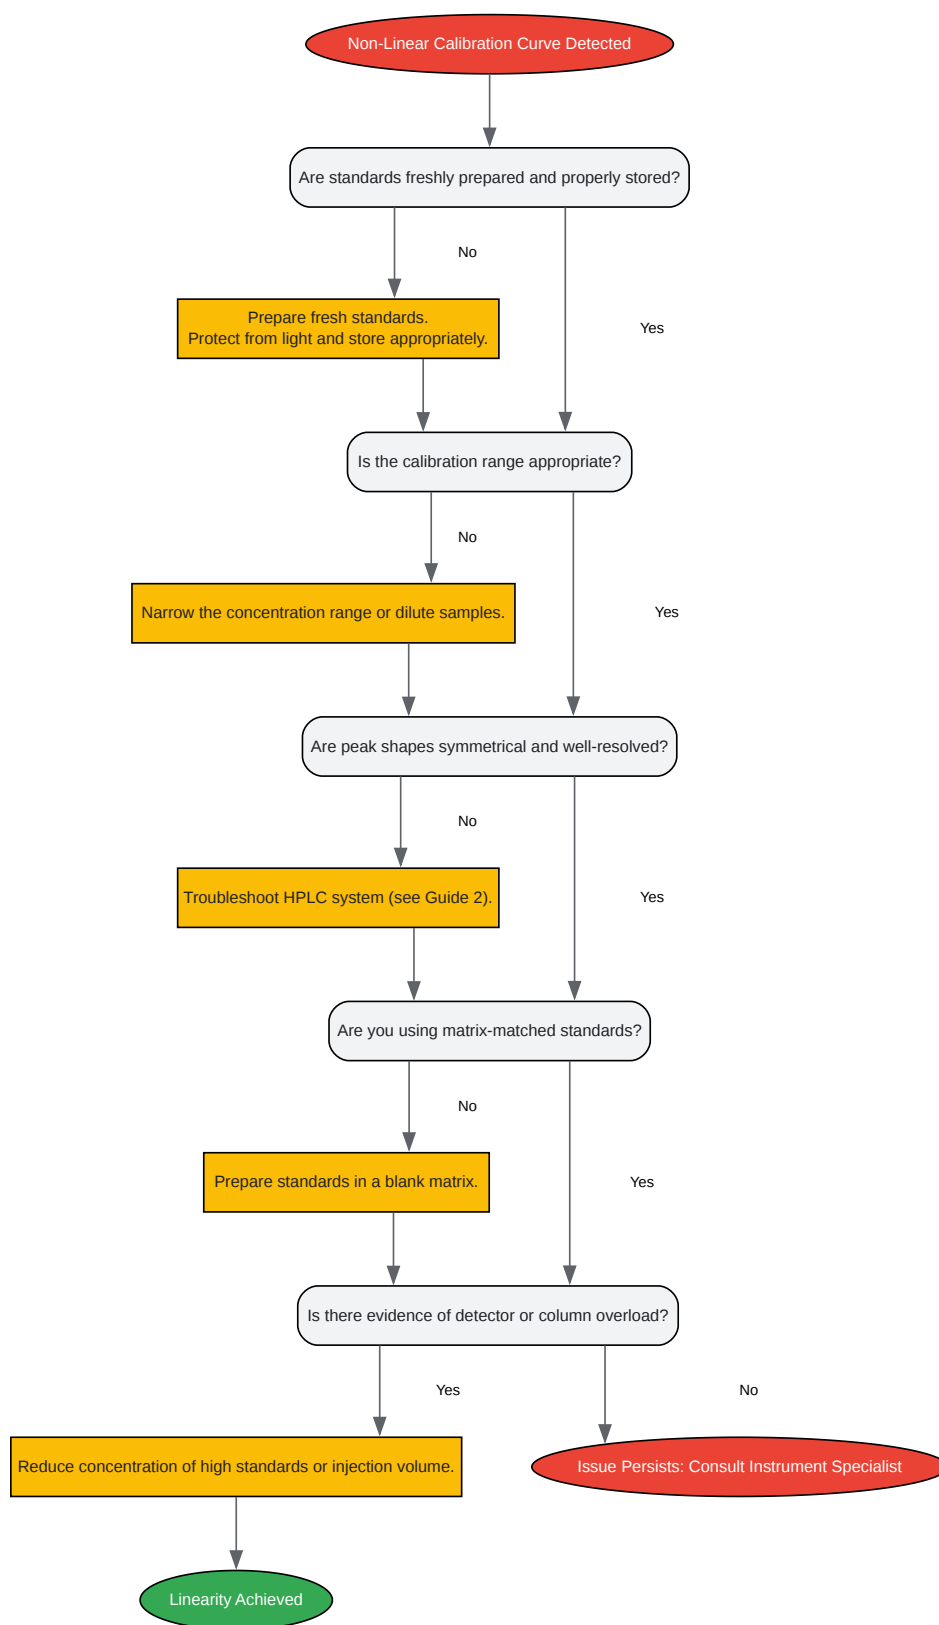 Non-Linear Calibration Curve Detected
Are standards freshly prepared and properly stored?
No
Prepare fresh standards.
Protect from light and store appropriately.
Yes
Is the calibration range appropriate?
No
Narrow the concentration range or dilute samples.
Yes
Are peak shapes symmetrical and well-resolved?
No
Troubleshoot HPLC system (see Guide 2).
Yes
Are you using matrix-matched standards?
No
Prepare standards in a blank matrix.
Yes
Is there evidence of detector or column overload?
Yes
No
Reduce concentration of high standards or injection volume.
Issue Persists: Consult Instrument Specialist
Linearity Achieved